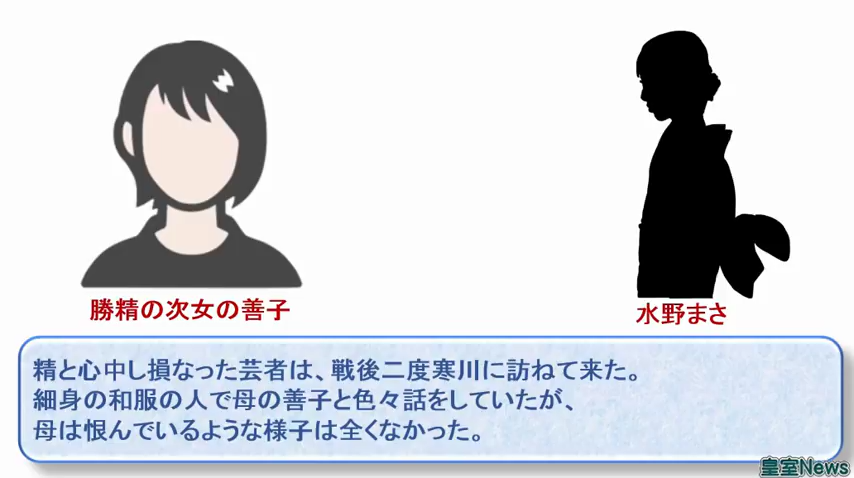 勝精の次女の善子
水野まさ
精と心中し損なった芸者は、戦後二度寒川に訪ねて来た。
細身の和服の人で母の善子と色々話をしていたが、
母は恨んでいるような様子は全くなかった。
皇室News